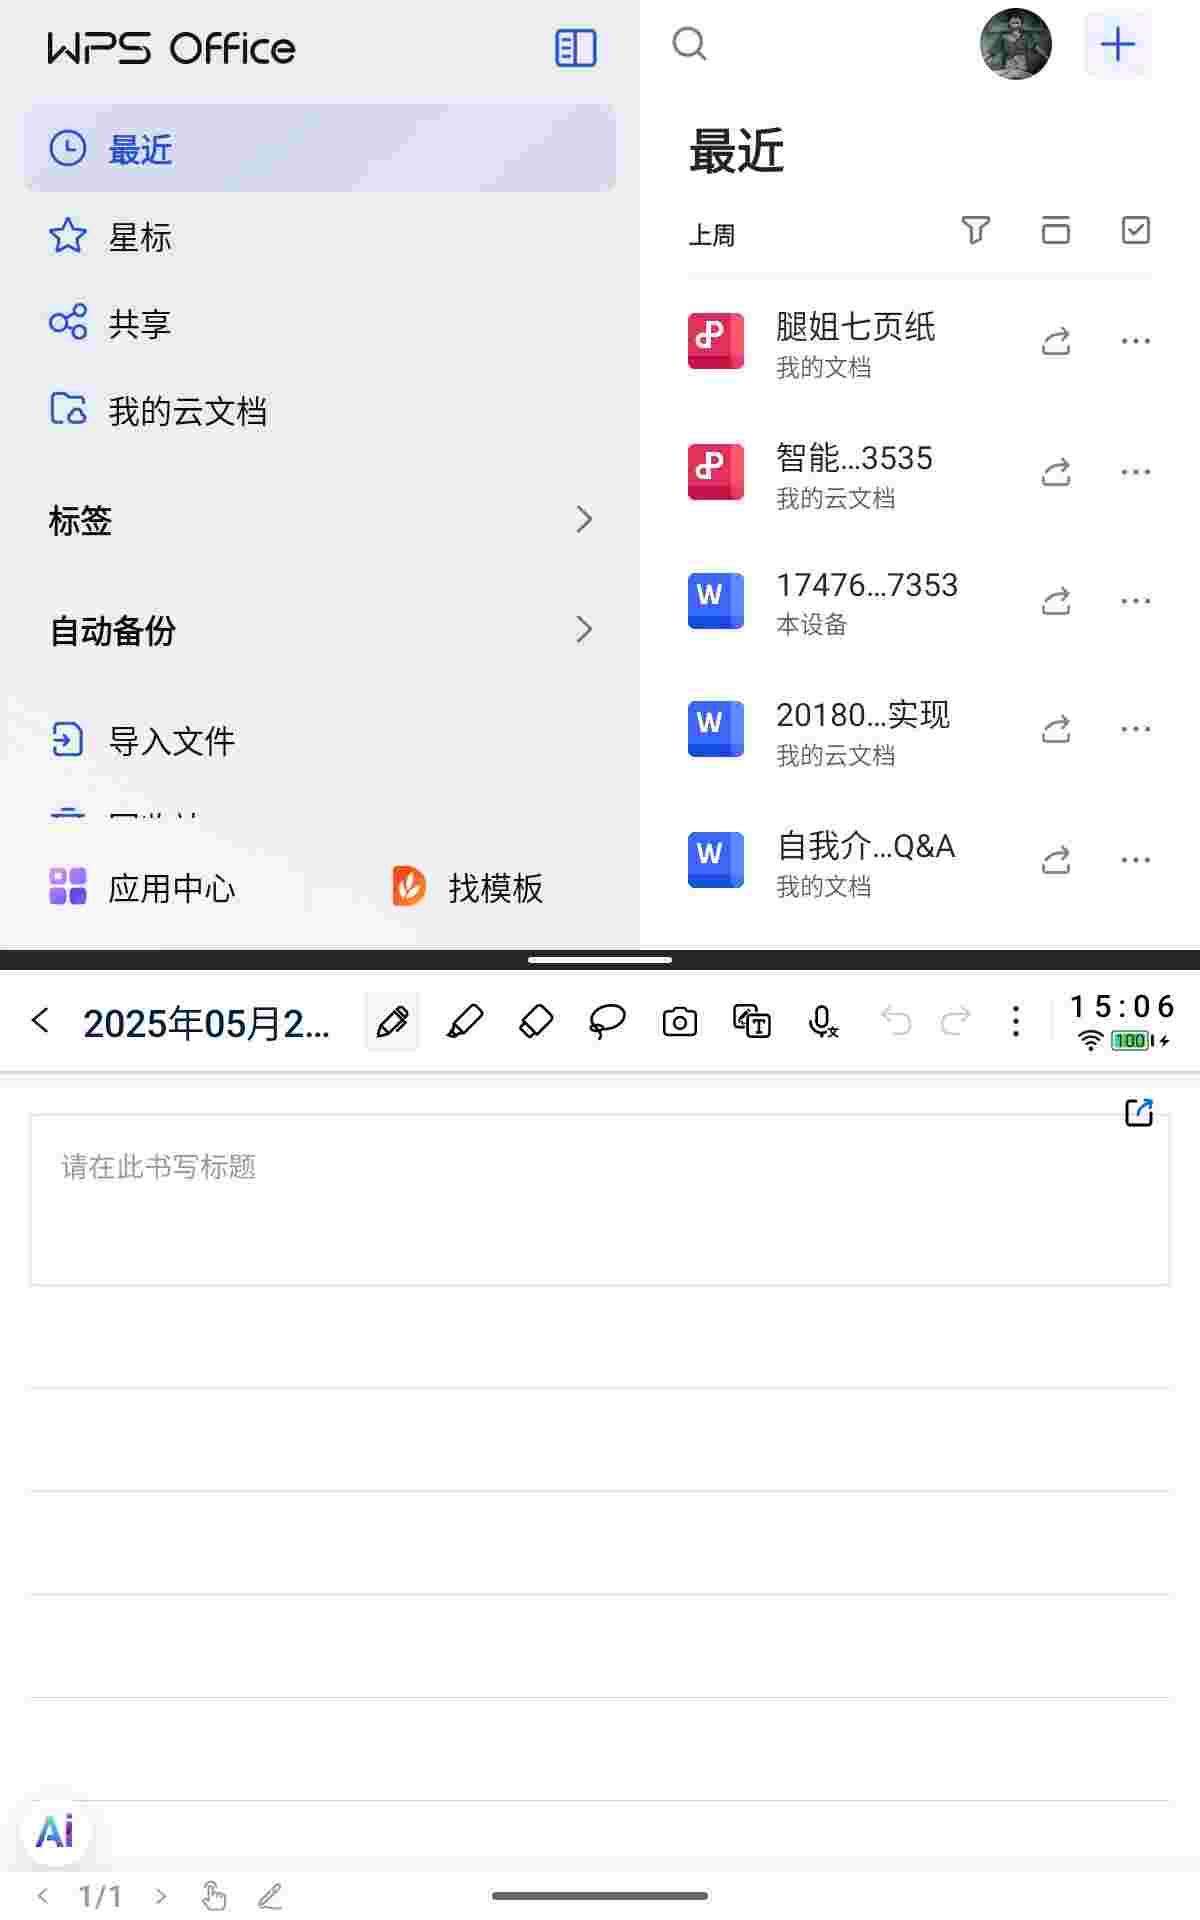 WPS Office
最近
星标
共享
我的云文档
标签
自动备份
导入文件
应用中心
找模板
最近
上周
腿姐七页纸
我的文档
智能...3535
我的云文档
17476...7353
本设备
20180...实现
我的云文档
自我介...Q&A
我的文档
2025年05月2...
15:06
100
请在此书写标题
Ai
1/1